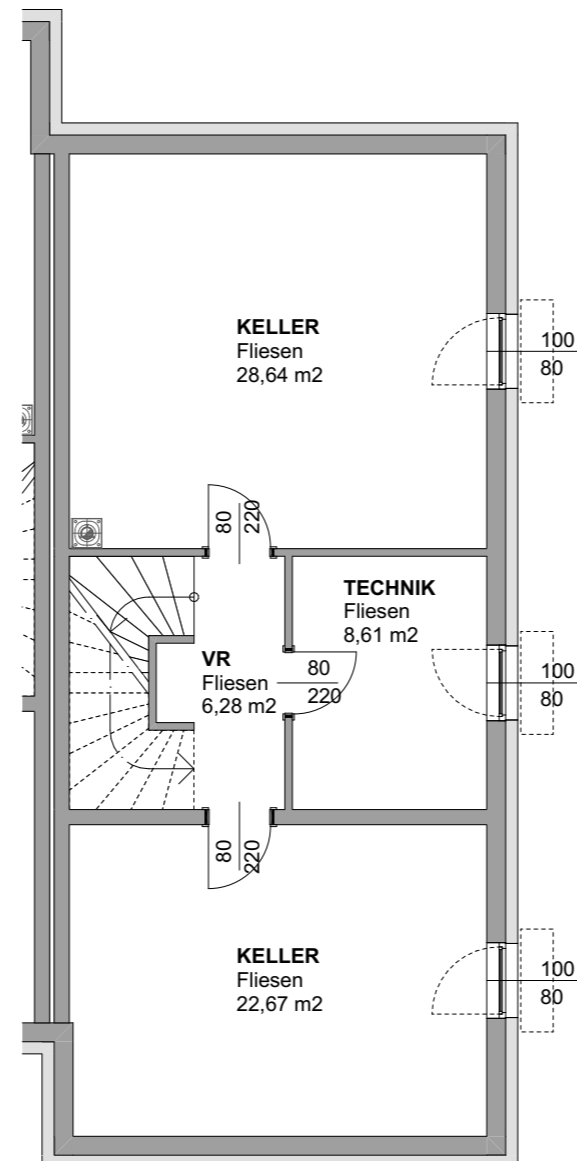 KELLER
Fliesen
28,64 m2
100
80
80
220
TECHNIK
Fliesen
8,61 m2
VR
Fliesen
6,28 m2
80
220
100
80
80
220
KELLER
Fliesen
22,67 m2
100
80